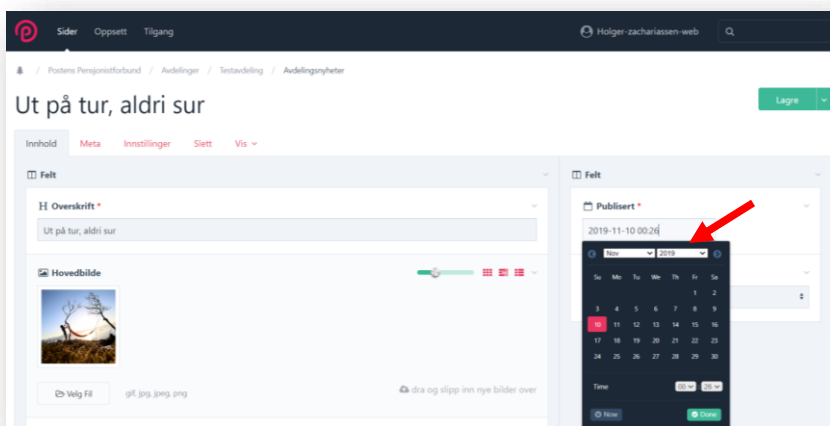 Sider Oppsett Tilgang Holger-zachariassen-web
/ Postens Pensjonistforbund / Avdelinger / Testavdeling / Avdelingsnyheter
Ut på tur, aldri sur
Lagre
Innhold Meta Innstillinger Slett Vis
Felt
H Overskrift *
Ut på tur, aldri sur
Hovedbilde
Velg Fil
gif, jpg, jpeg, png
dra og slipp inn nye bilder over
Felt
Publisert *
2019-11-10 00:26
Nov 2019
Su Mo Tu We Th Fr Sa
1 2
3 4 5 6 7 8 9
10 11 12 13 14 15 16
17 18 19 20 21 22 23
24 25 26 27 28 29 30
Time 00 26
Now Done